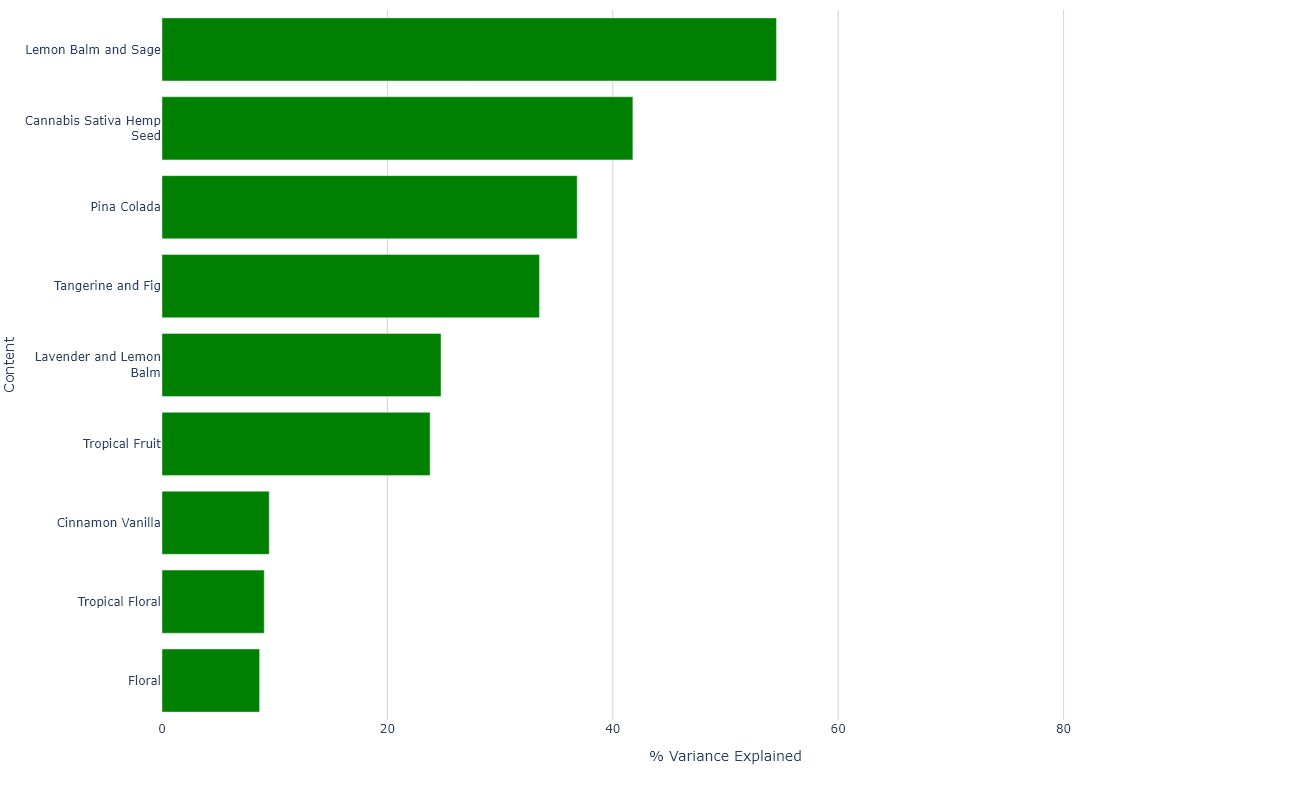 Lemon Balm and Sage
Cannabis Sativa Hemp
Seed
Pina Colada
Tangerine and Fig
Lavender and Lemon
Balm
Tropical Fruit
Cinnamon Vanilla
Tropical Floral
Floral
Content
0 20 40 60 80
% Variance Explained